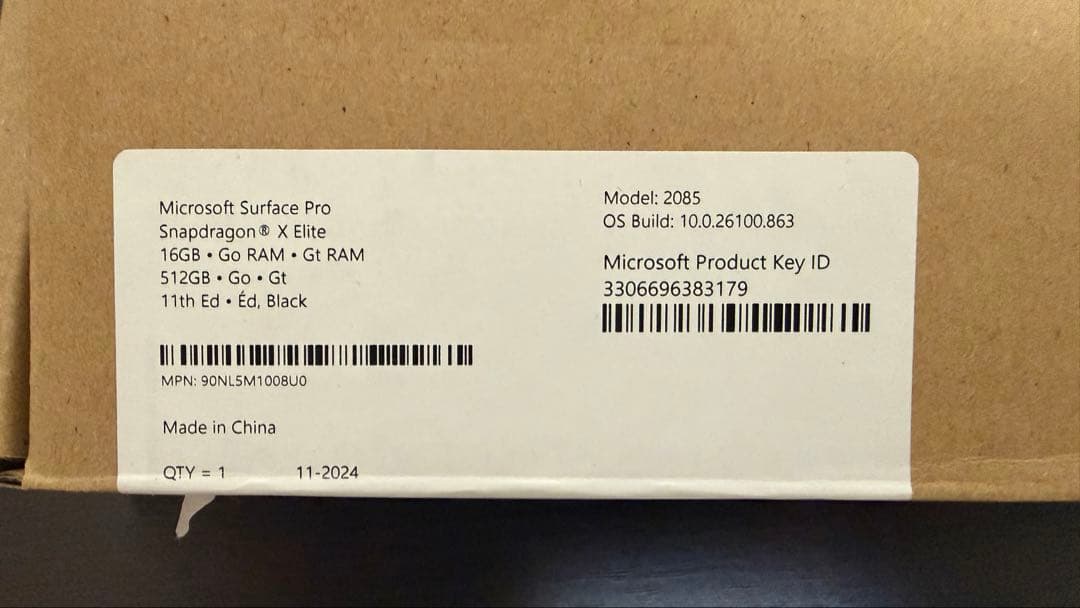 Microsoft Surface Pro
Snapdragon® X Elite
16GB • Go RAM • Gt RAM
512GB • Go • Gt
11th Ed • Éd, Black
MPN: 90NL5M1008U0
Made in China
QTY = 1 11-2024
Model: 2085
OS Build: 10.0.26100.863
Microsoft Product Key ID
3306696383179